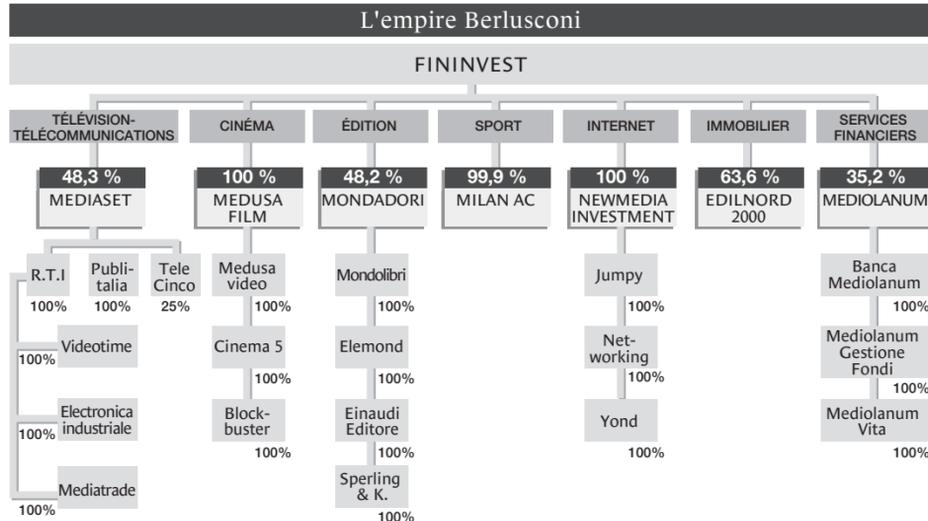 L'empire Berlusconi
FININVEST
TÉLÉVISION-
TÉLÉCOMMUNICATIONS
CINÉMA
ÉDITION
SPORT
INTERNET
IMMOBILIER
SERVICES
FINANCIERS
48,3 %
MEDIASET
100 %
MEDUSA
FILM
48,2 %
MONDADORI
99,9 %
MILAN AC
100 %
NEWMEDIA
INVESTMENT
63,6 %
EDILNORD
2000
35,2 %
MEDIOLANUM
R.T.I
100%
Publi-
talia
100%
Tele
Cinco
25%
Videotime
100%
Electronica
industriale
100%
Mediatrade
100%
Medusa
video
100%
Cinema 5
100%
Block-
buster
100%
Mondolibri
100%
Elemond
100%
Einaudi
Editore
100%
Sperling
& K.
100%
Jumpy
100%
Net-
working
100%
Yond
100%
Banca
Mediolanum
100%
Mediolanum
Gestione
Fondi
100%
Mediolanum
Vita
100%